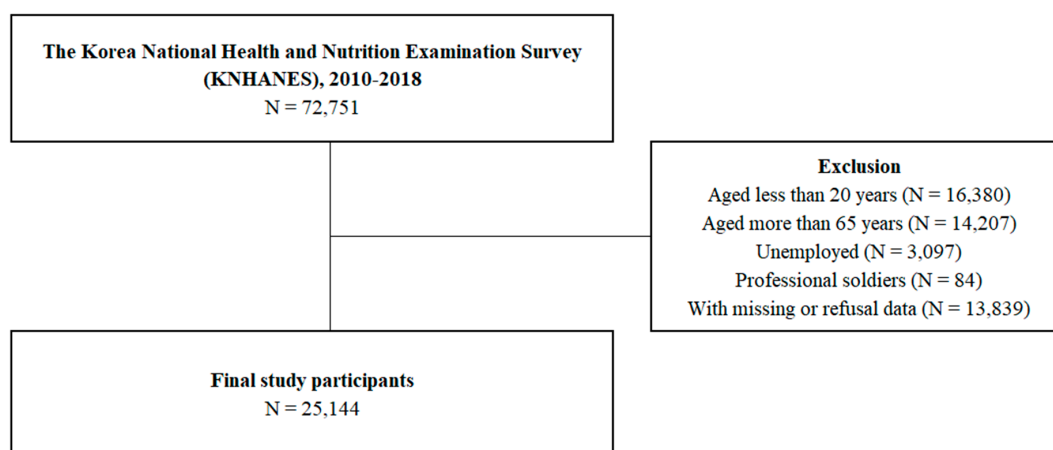 The Korea National Health and Nutrition Examination Survey
(KNHANES), 2010-2018
N = 72,751
Exclusion
Aged less than 20 years (N = 16,380)
Aged more than 65 years (N = 14,207)
Unemployed (N = 3,097)
Professional soldiers (N = 84)
With missing or refusal data (N = 13,839)
Final study participants
N = 25,144